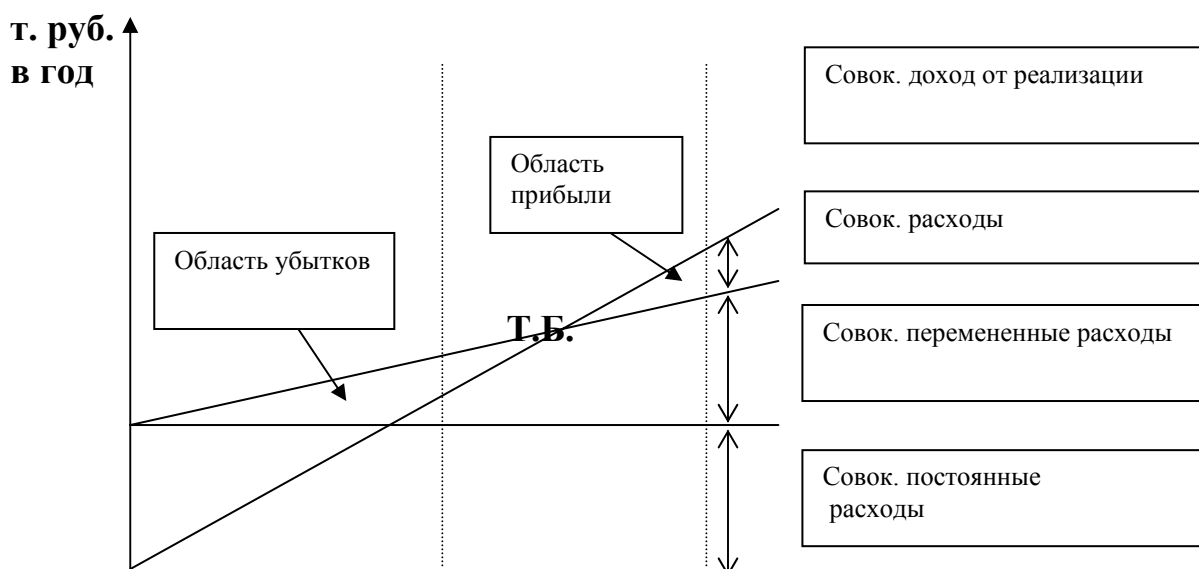 т. руб.
в год
Совок. доход от реализации
Область
прибыли
Совок. расходы
Область убытков
Т.Б.
Совок. перемененные расходы
Совок. постоянные
расходы